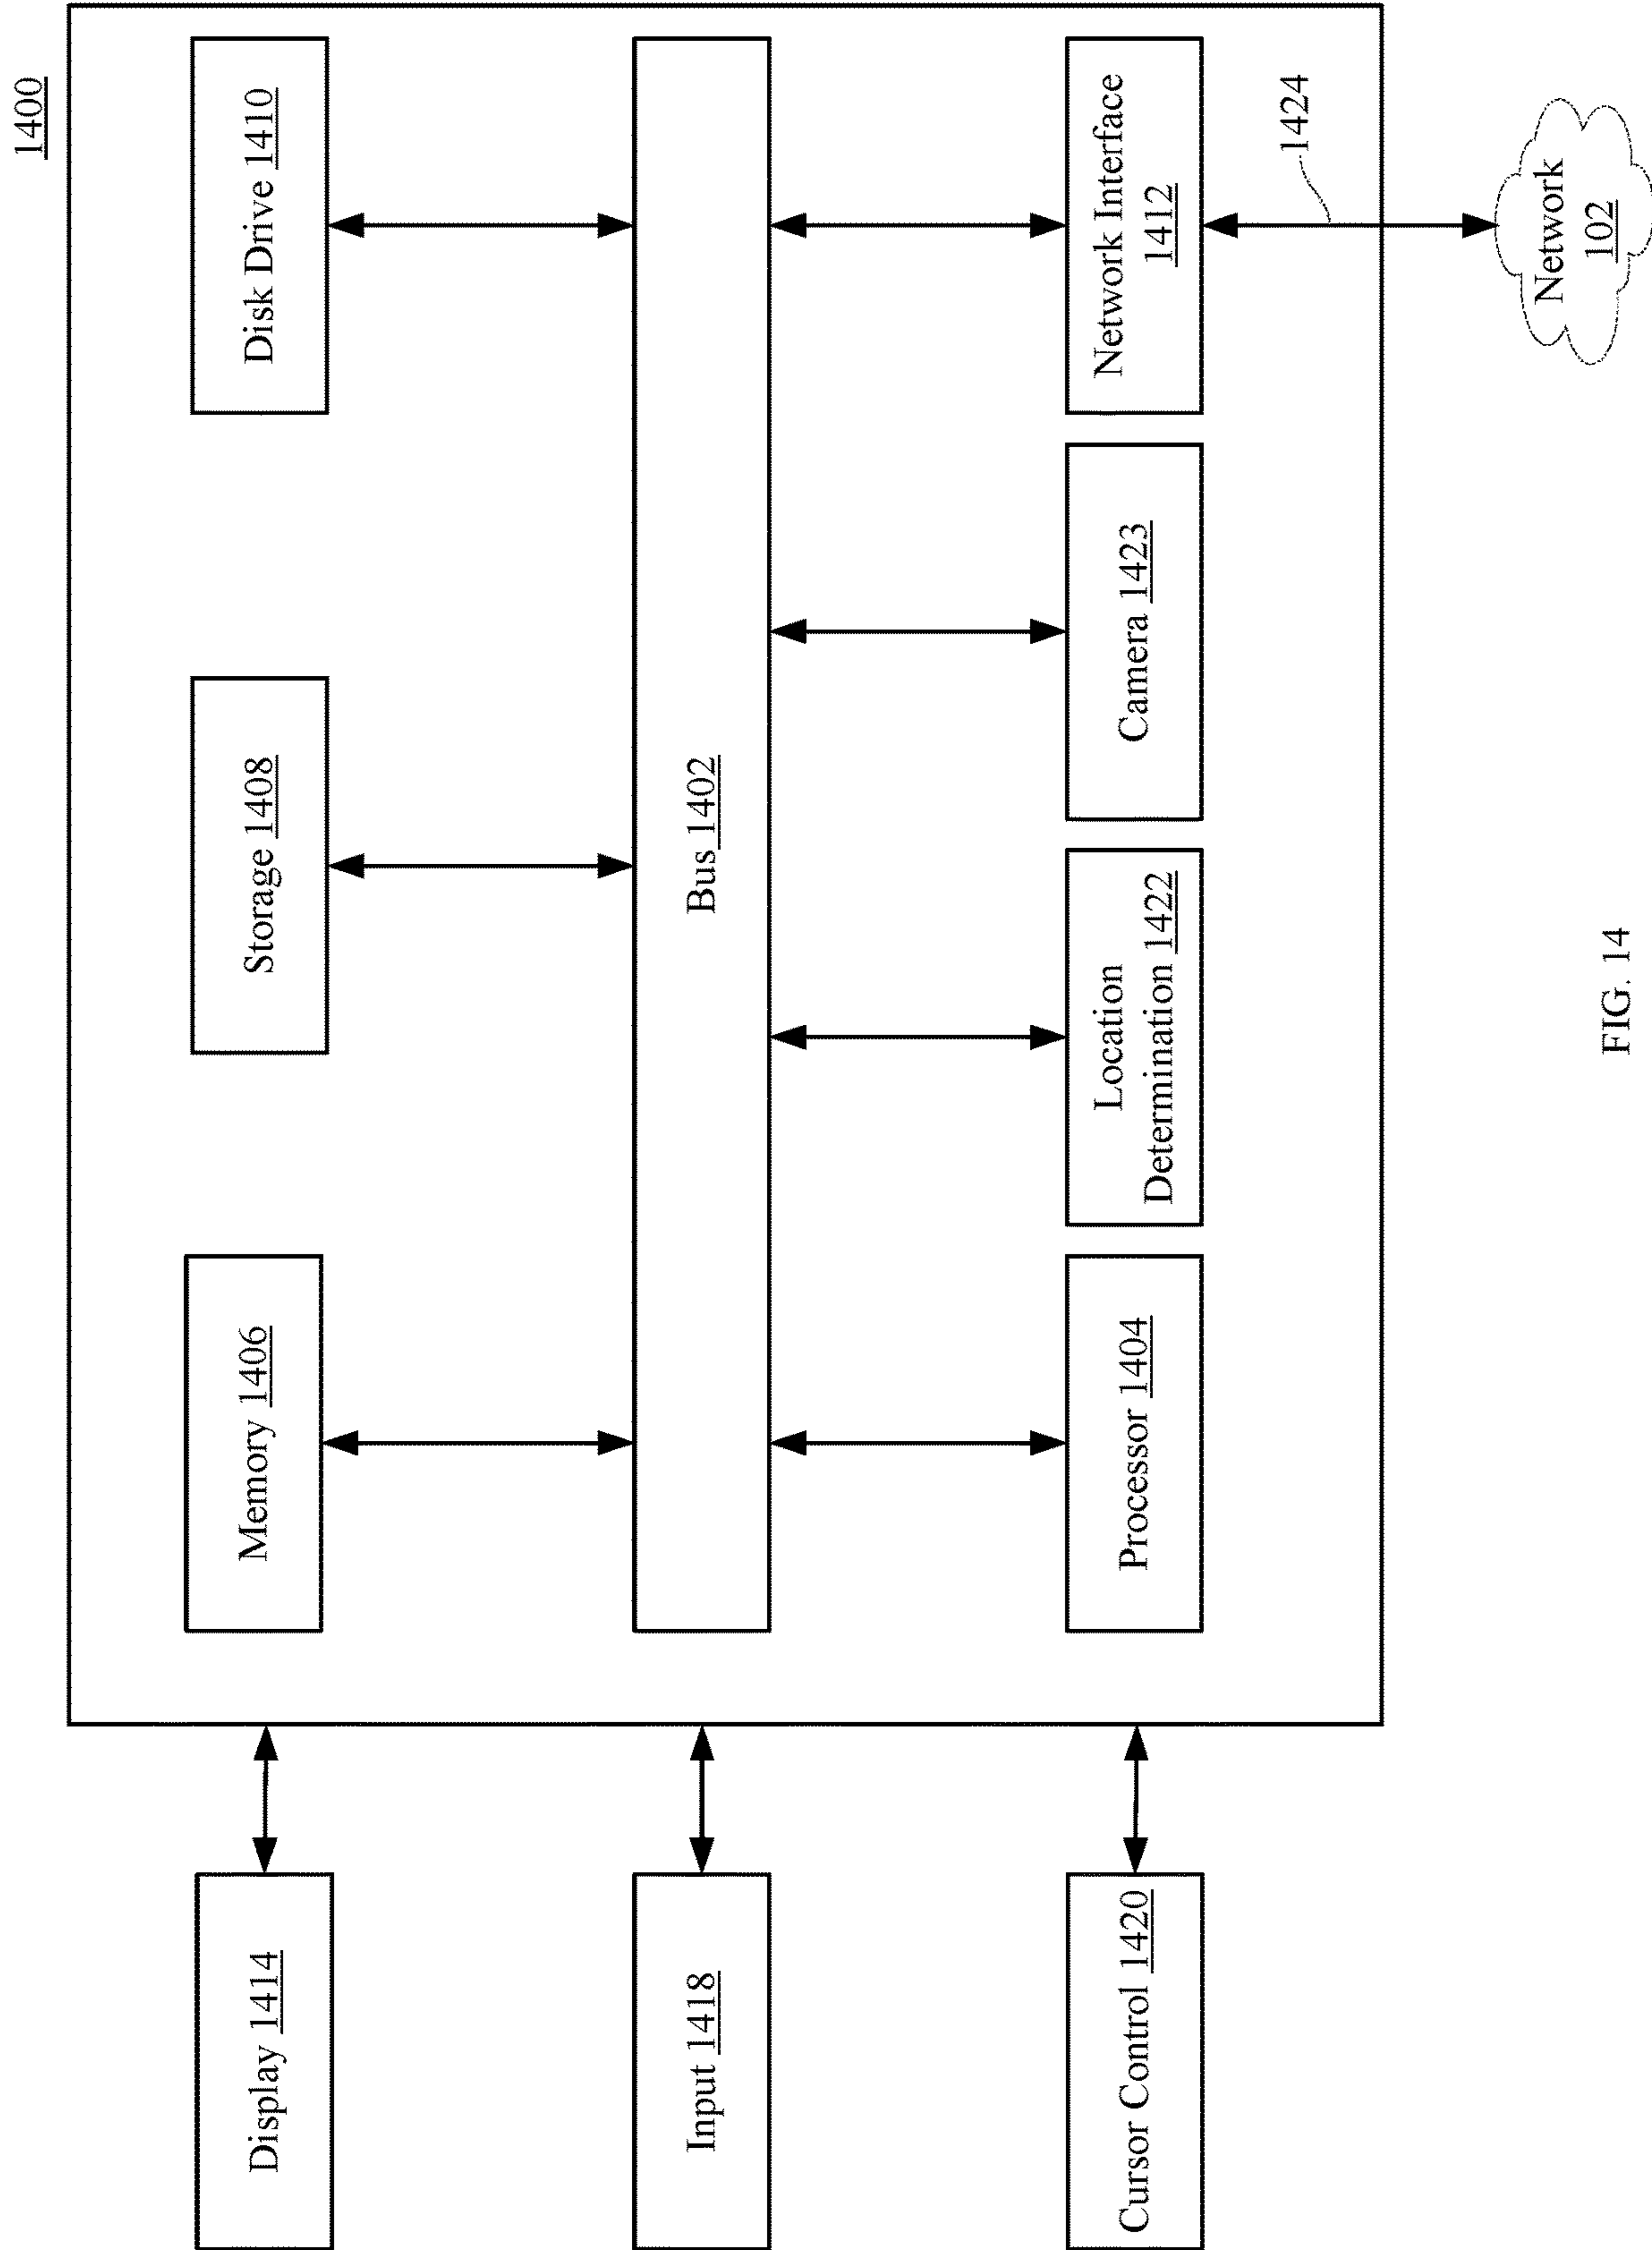 1400
Display 1414
Memory 1406
Storage 1408
Disk Drive 1410
Input 1418
Bus 1402
Cursor Control 1420
Processor 1404
Location
Determination 1422
Camera 1423
Network Interface
1412
1424
Network
102
FIG. 14